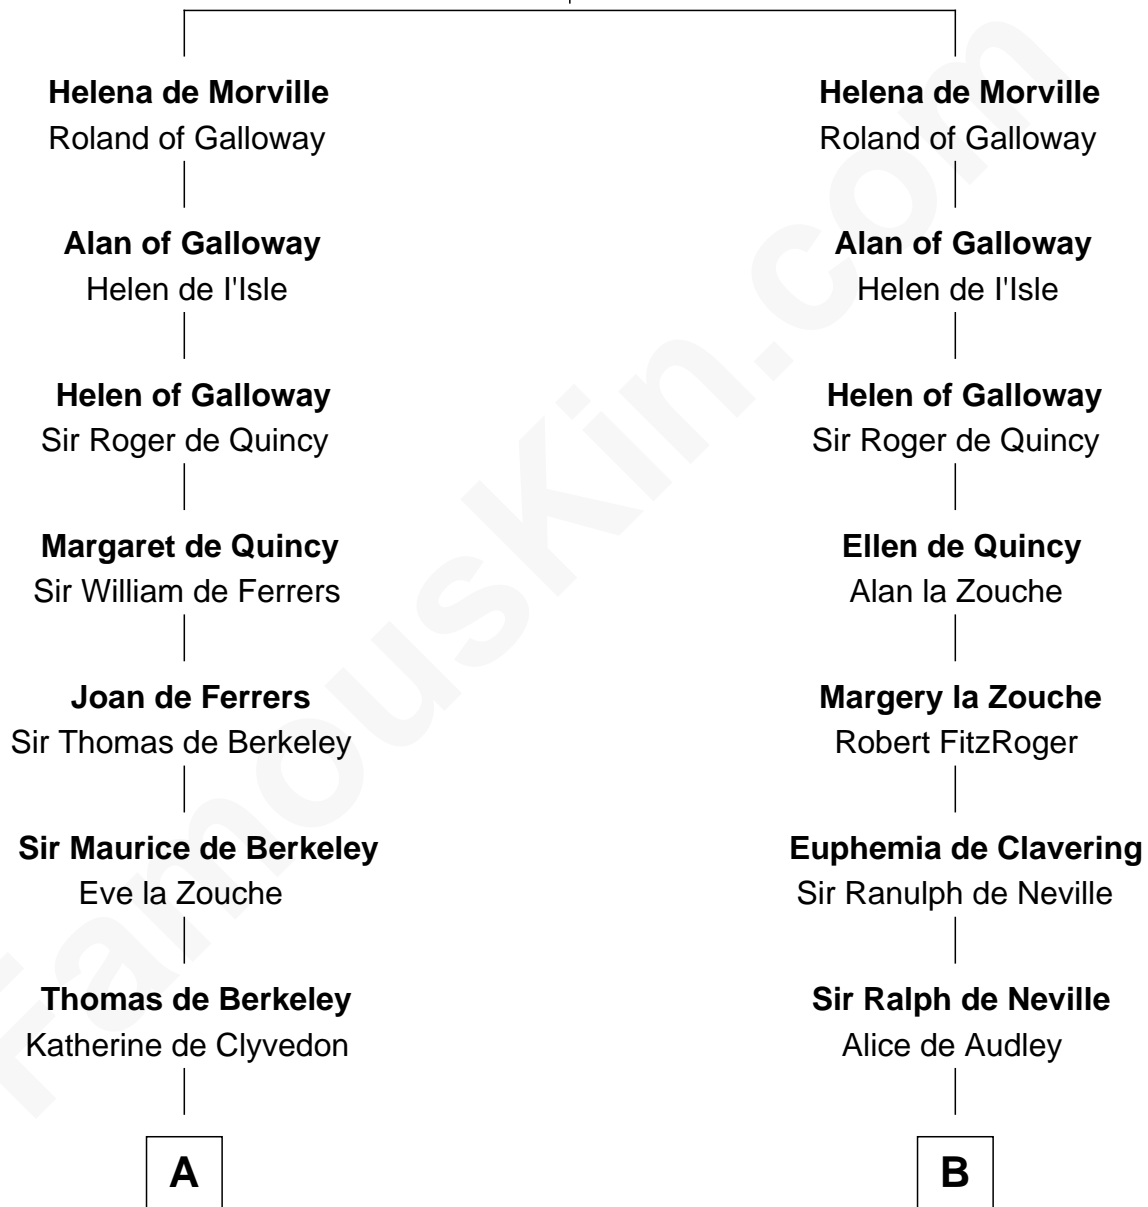 Helena de Morville
Roland of Galloway
Alan of Galloway
Helen de I'Isle
Helen of Galloway
Sir Roger de Quincy
Margaret de Quincy
Sir William de Ferrers
Joan de Ferrers
Sir Thomas de Berkeley
Sir Maurice de Berkeley
Eve la Zouche
Thomas de Berkeley
Katherine de Clyvedon
A
Helena de Morville
Roland of Galloway
Alan of Galloway
Helen de I'Isle
Helen of Galloway
Sir Roger de Quincy
Ellen de Quincy
Alan la Zouche
Margery la Zouche
Robert FitzRoger
Euphemia de Clavering
Sir Ranulph de Neville
Sir Ralph de Neville
Alice de Audley
B
FamousKin.com